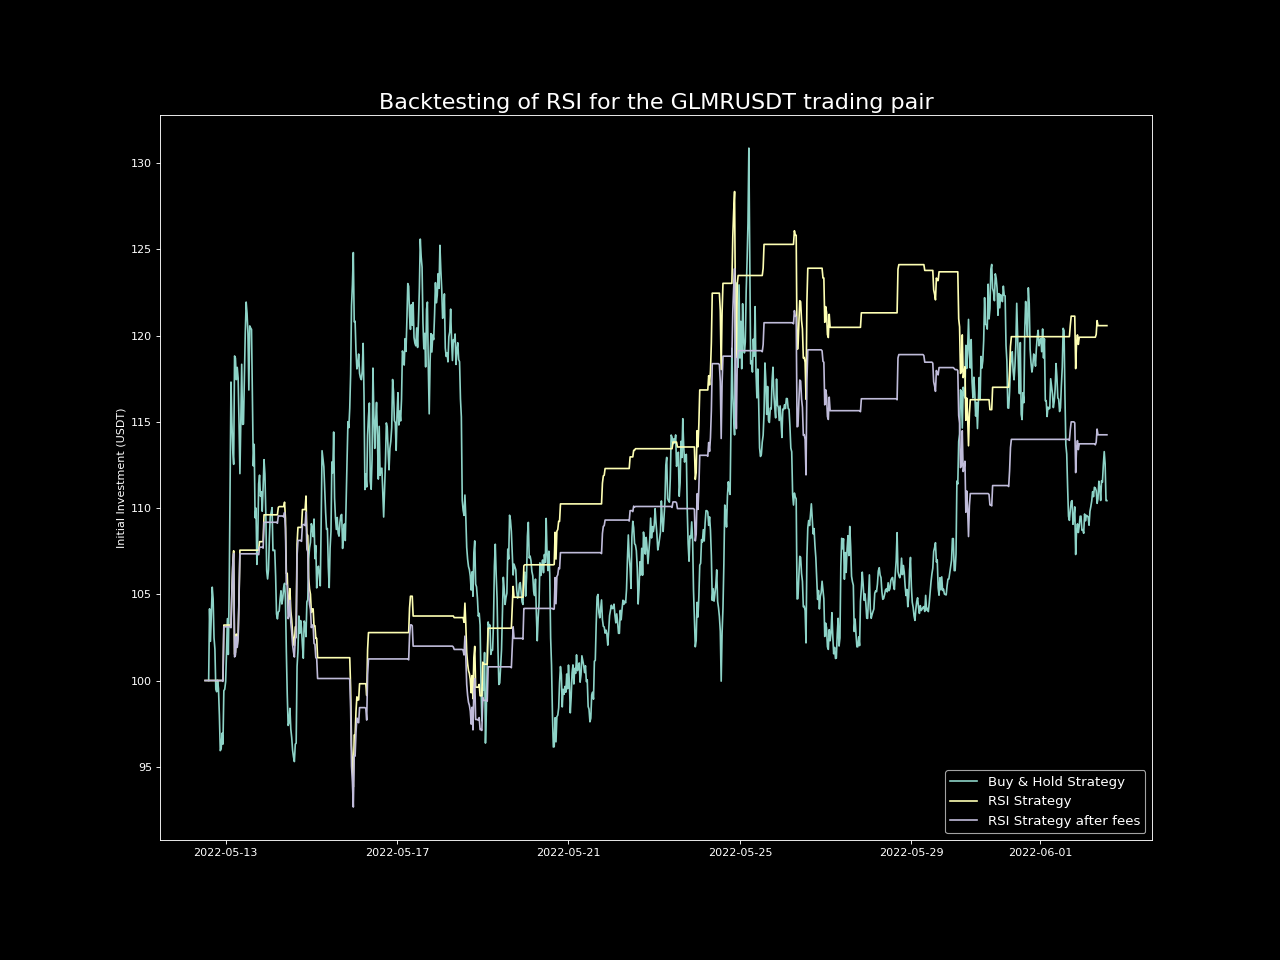 Backtesting of RSI for the GLMRUSDT trading pair
Initial Investment (USDT)
130
125
120
115
110
105
100
95
2022-05-13
2022-05-17
2022-05-21
2022-05-25
2022-05-29
2022-06-01
Buy & Hold Strategy
RSI Strategy
RSI Strategy after fees